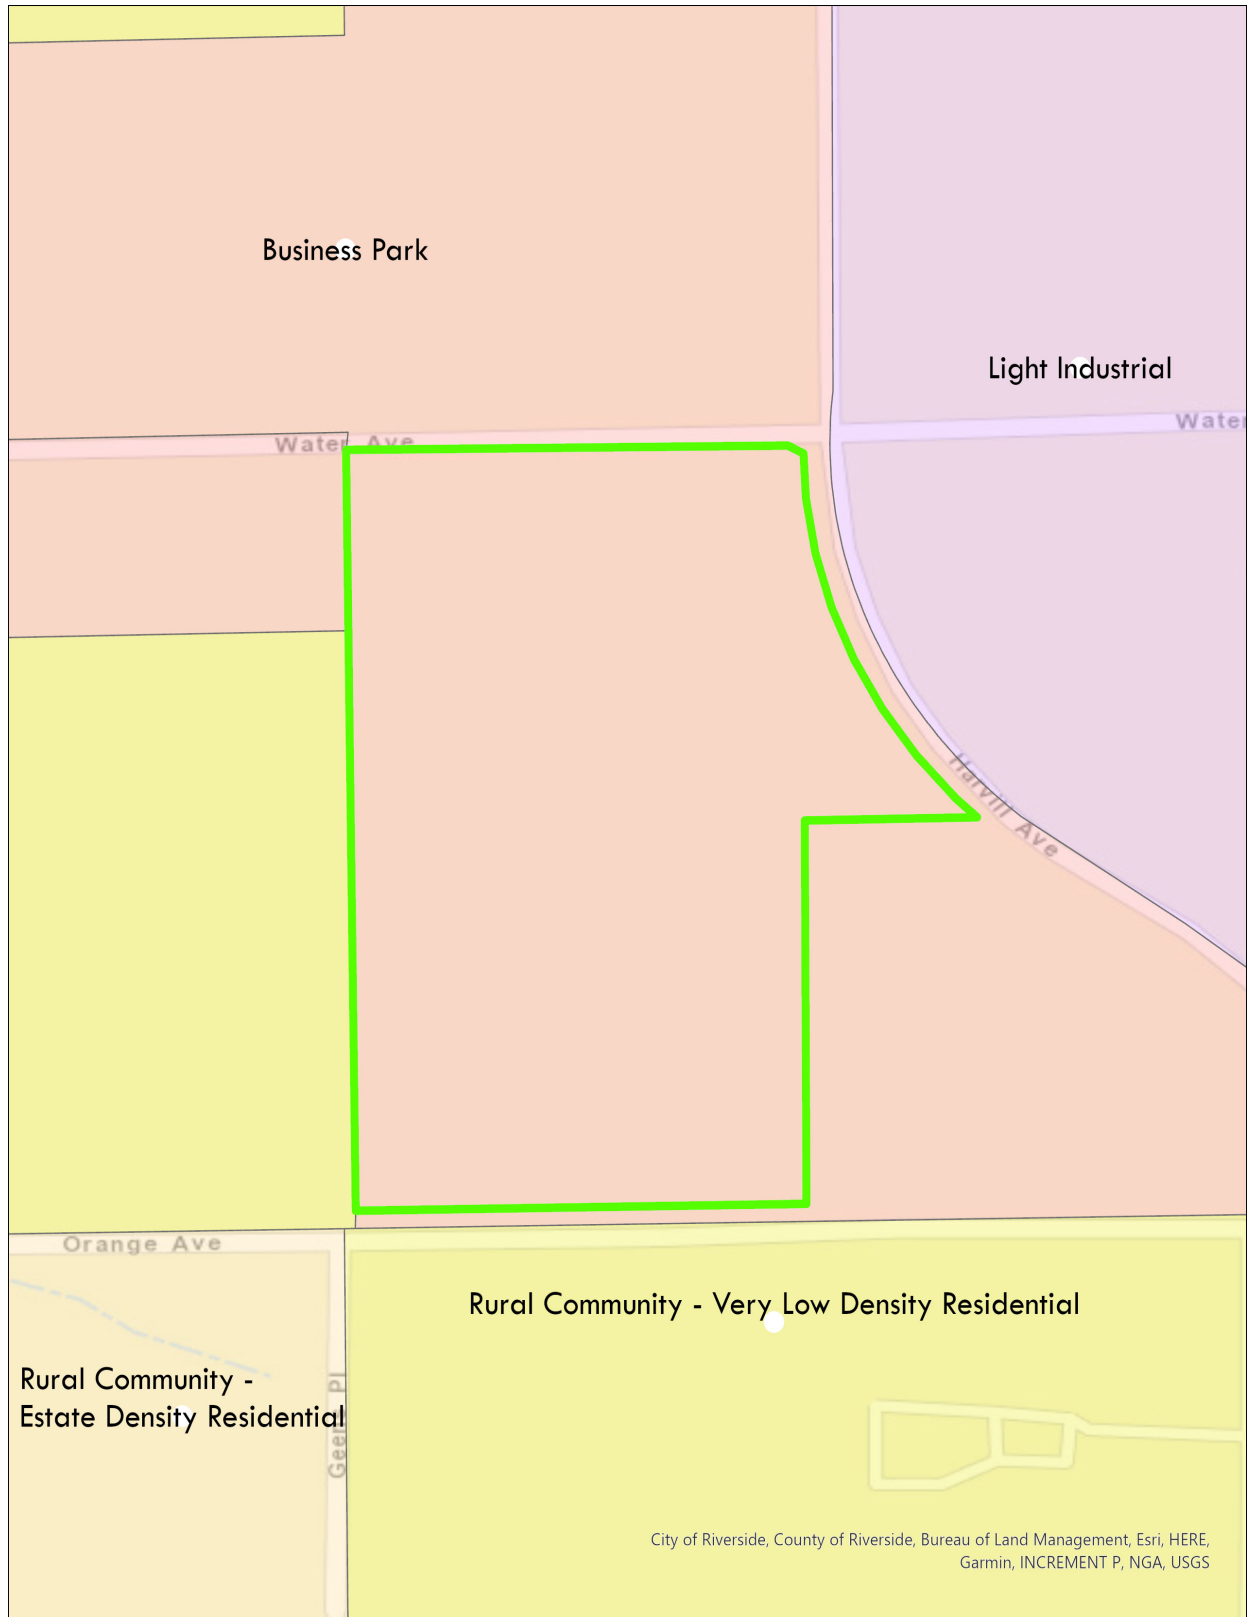 Business Park
Light Industrial
Water
Water Ave
Harvill Ave
Orange Ave
Rural Community - Very Low Density Residential
Rural Community -
Estate Density Residential
Geern Pl
City of Riverside, County of Riverside, Bureau of Land Management, Esri, HERE,
Garmin, INCREMENT P, NGA, USGS